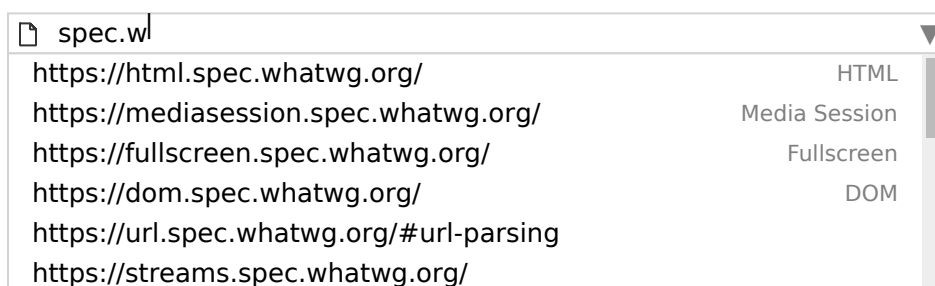 spec.w
https://html.spec.whatwg.org/ HTML
https://mediasession.spec.whatwg.org/ Media Session
https://fullscreen.spec.whatwg.org/ Fullscreen
https://dom.spec.whatwg.org/ DOM
https://url.spec.whatwg.org/#url-parsing
https://streams.spec.whatwg.org/